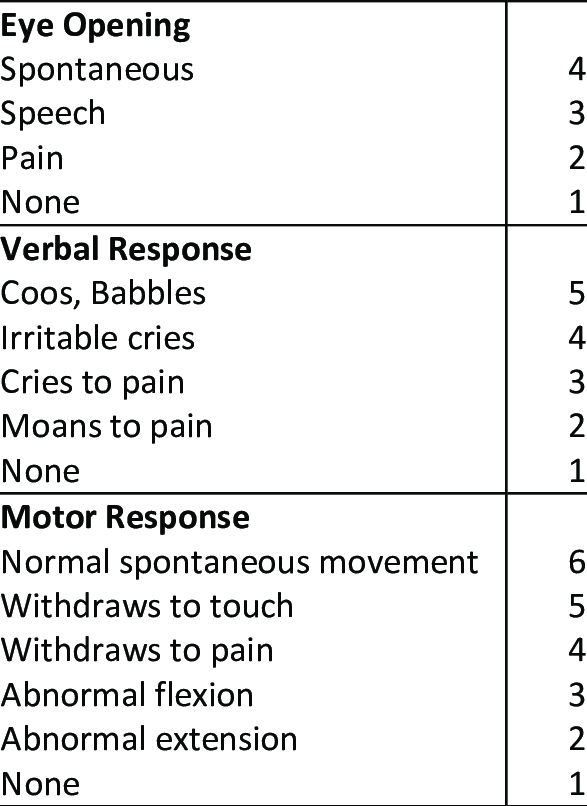 Eye Opening
Spontaneous 4
Speech 3
Pain 2
None 1
Verbal Response
Coos, Babbles 5
Irritable cries 4
Cries to pain 3
Moans to pain 2
None 1
Motor Response
Normal spontaneous movement 6
Withdraws to touch 5
Withdraws to pain 4
Abnormal flexion 3
Abnormal extension 2
None 1